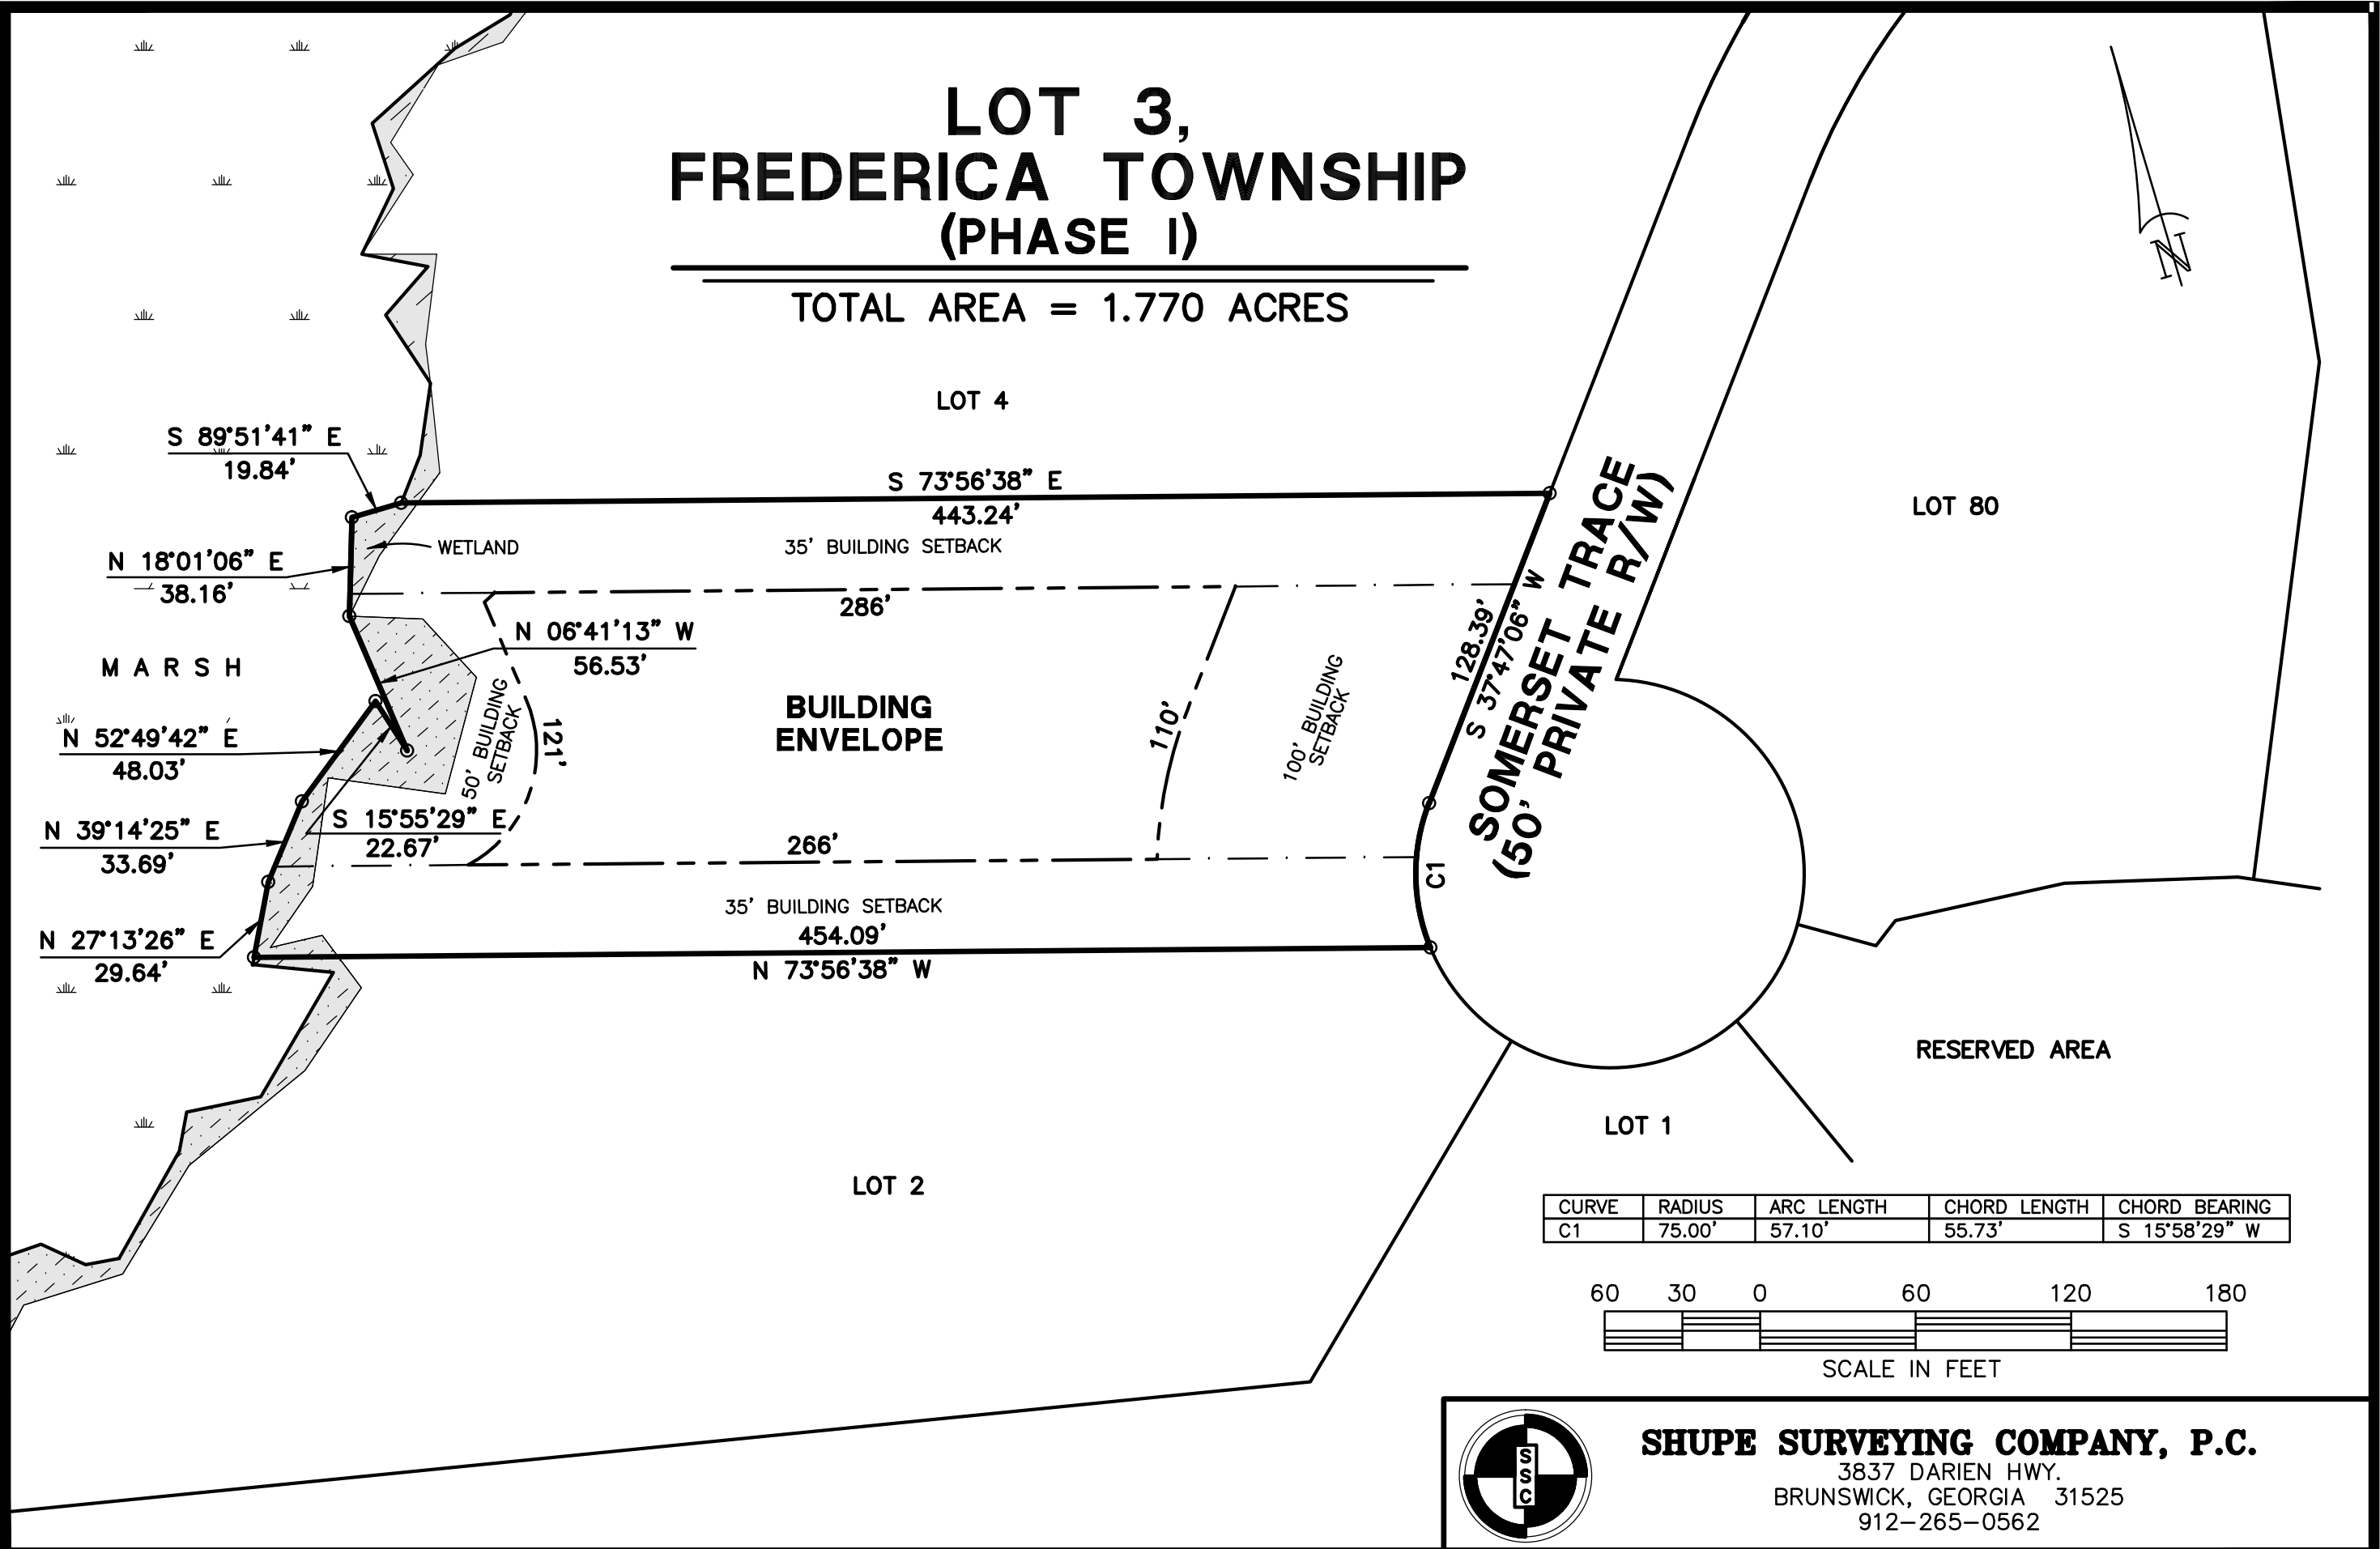 LOT 3,
FREDERICA TOWNSHIP
(PHASE I)
TOTAL AREA = 1.770 ACRES
N
LOT 4
S 89°51'41" E
19.84'
S 73°56'38" E
443.24'
35' BUILDING SETBACK
LOT 80
WETLAND
N 18°01'06" E
38.16'
286'
N 06°41'13" W
56.53'
MARSH
128.39'
S 37°47'06" W
SOMERSET TRACE
(50' PRIVATE R/W)
50' BUILDING
SETBACK
121'
BUILDING
ENVELOPE
110'
100' BUILDING
SETBACK
N 52°49'42" E
48.03'
S 15°55'29" E
22.67'
N 39°14'25" E
33.69'
266'
C1
35' BUILDING SETBACK
454.09'
N 73°56'38" W
N 27°13'26" E
29.64'
RESERVED AREA
LOT 1
LOT 2
CURVE RADIUS ARC LENGTH CHORD LENGTH CHORD BEARING
C1 75.00' 57.10' 55.73' S 15°58'29" W
60 30 0 60 120 180
SCALE IN FEET
SSC
SHUPE SURVEYING COMPANY, P.C.
3837 DARIEN HWY.
BRUNSWICK, GEORGIA 31525
912-265-0562